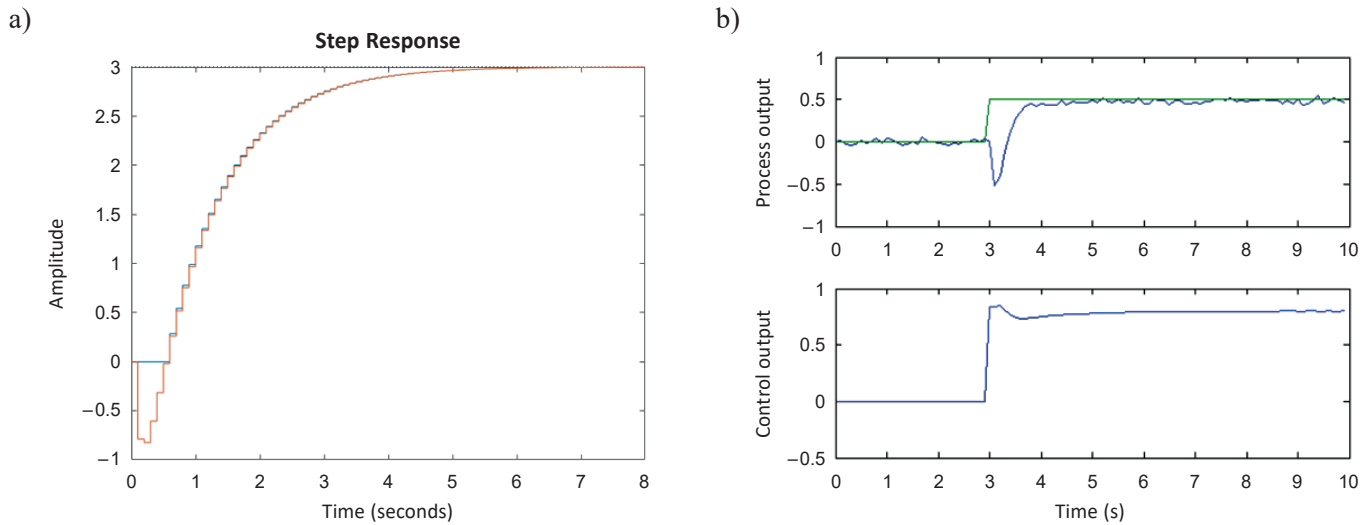 a)
Step Response
Amplitude
3
2.5
2
1.5
1
0.5
0
−0.5
−1
0 1 2 3 4 5 6 7 8
Time (seconds)
b)
Process output
1
0.5
0
−0.5
−1
0 1 2 3 4 5 6 7 8 9 10
Control output
1
0.5
0
−0.5
0 1 2 3 4 5 6 7 8 9 10
Time (s)